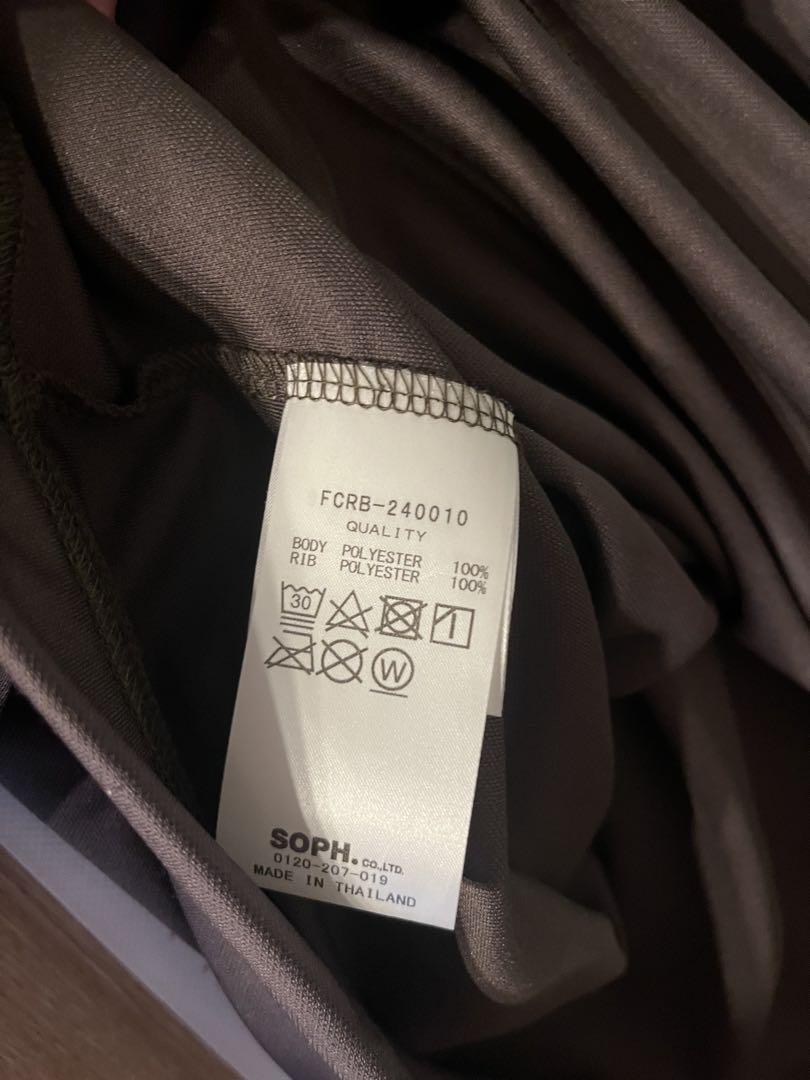 FCRB-240010
QUALITY
BODY POLYESTER 100%
RIB POLYESTER 100%
30
W
SOPH. CO.,LTD.
0120-207-019
MADE IN THAILAND